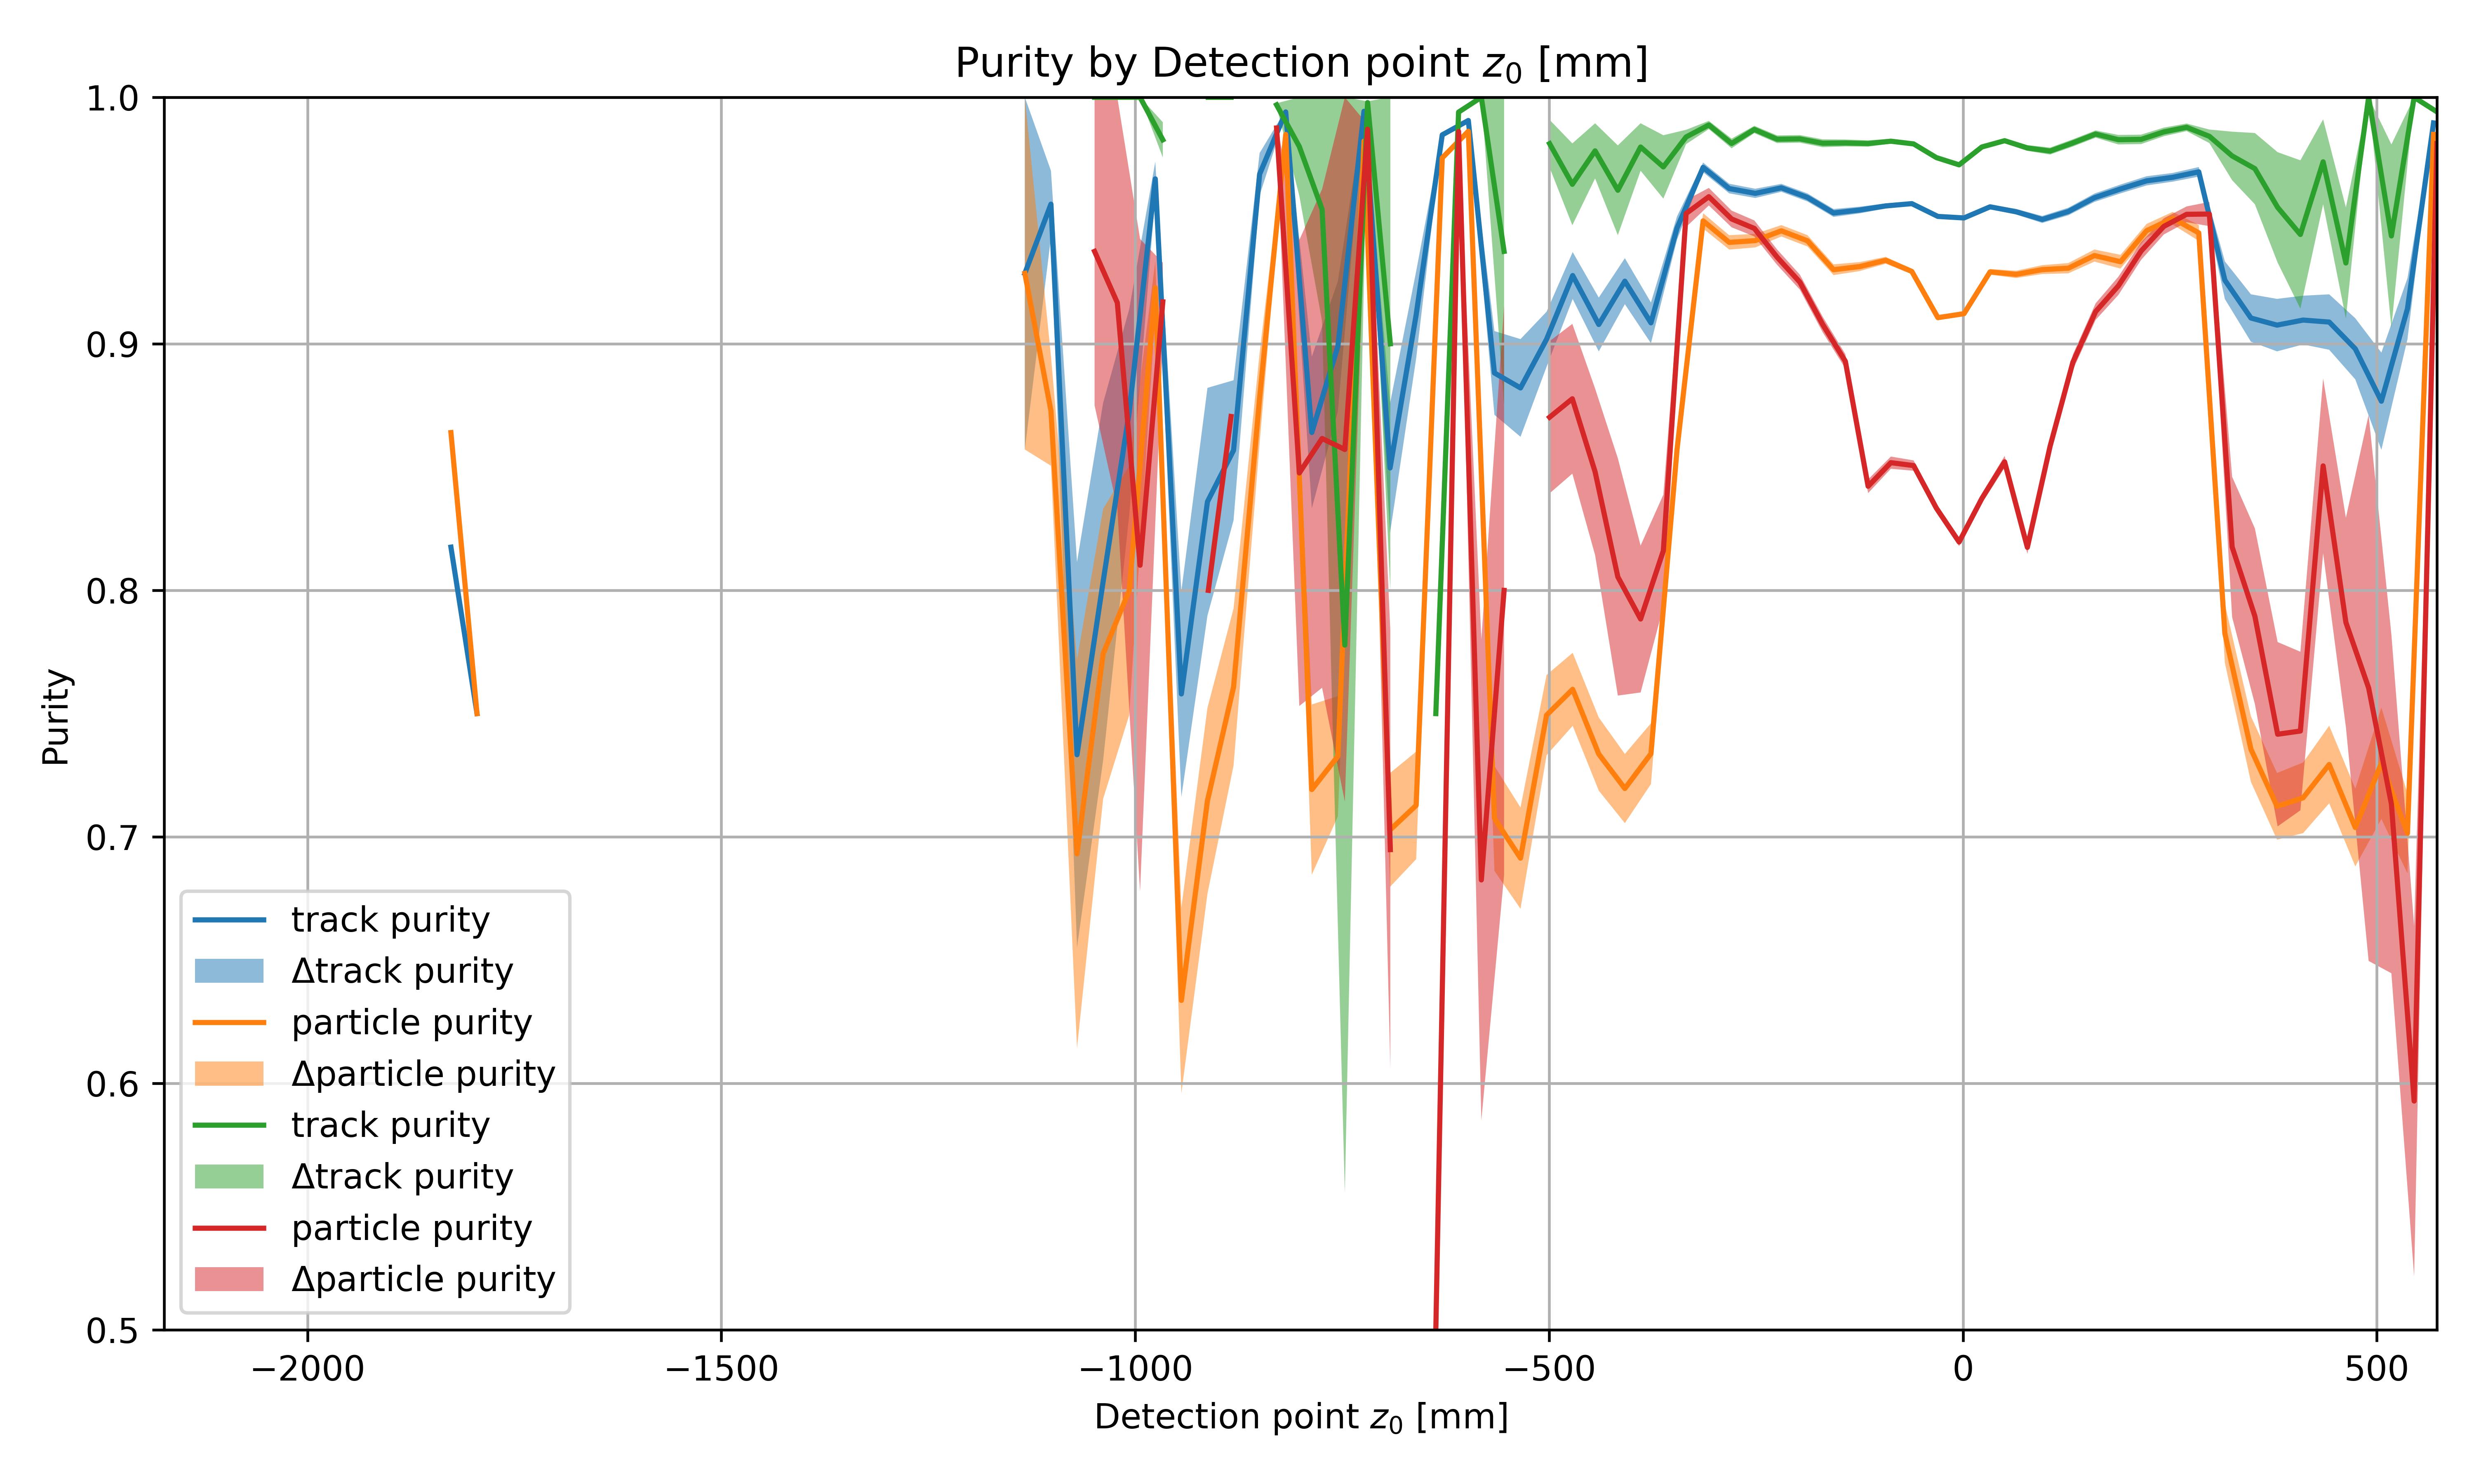 Purity by Detection point z₀ [mm]
1.0
0.9
0.8
0.7
0.6
0.5
Purity
track purity
Δtrack purity
particle purity
Δparticle purity
track purity
Δtrack purity
particle purity
Δparticle purity
−2000 −1500 −1000 −500 0 500
Detection point z₀ [mm]